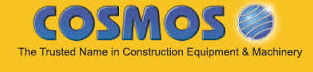 COSMOS
The Trusted Name in Construction Equipment & Machinery